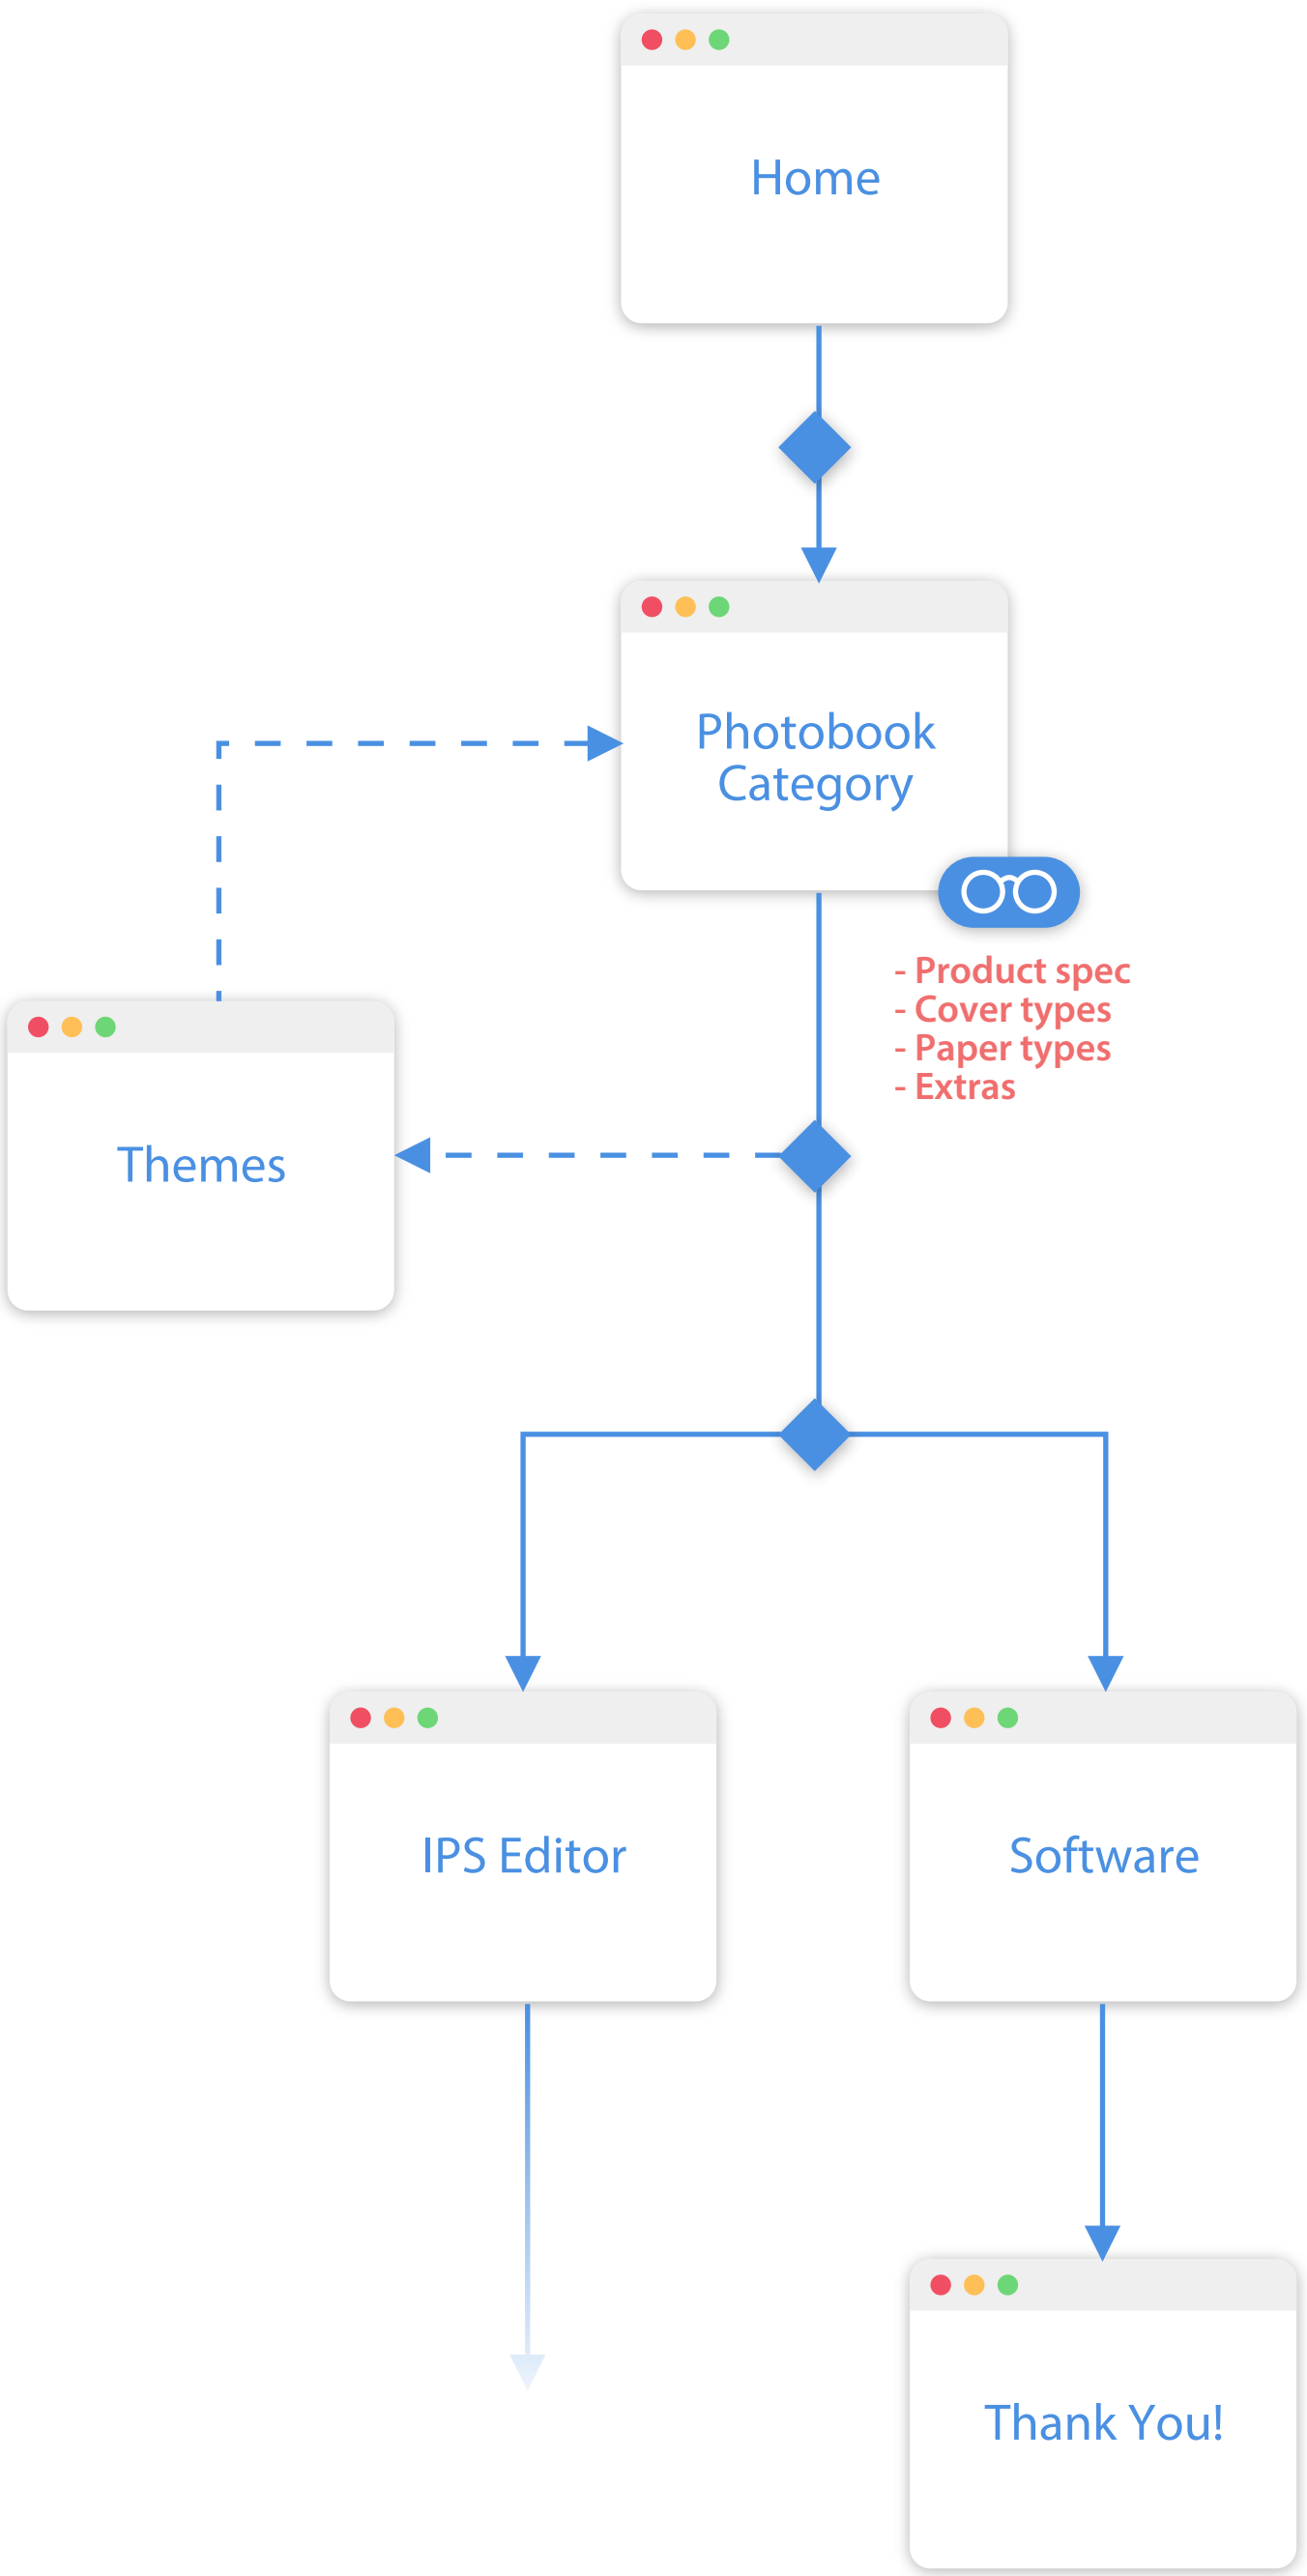 Home
Photobook
Category
- Product spec
- Cover types
- Paper types
- Extras
Themes
IPS Editor
Software
Thank You!